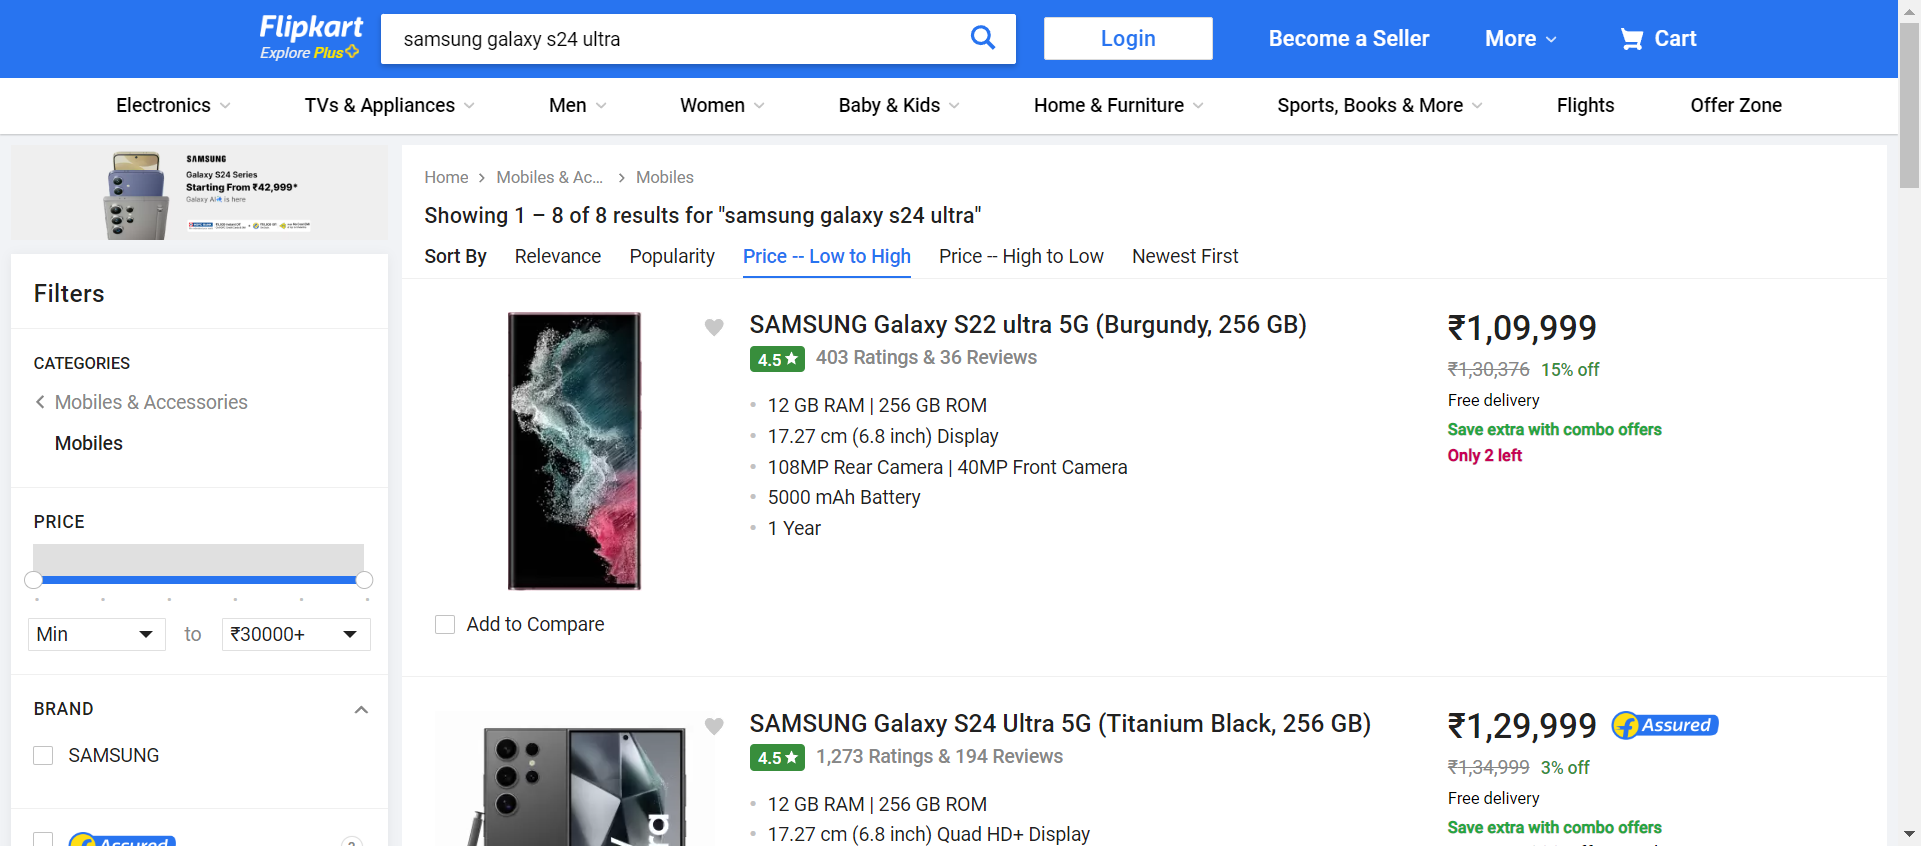 Flipkart
Explore Plus
samsung galaxy s24 ultra
Login
Become a Seller
More
Cart
Electronics
TVs & Appliances
Men
Women
Baby & Kids
Home & Furniture
Sports, Books & More
Flights
Offer Zone
SAMSUNG
Galaxy S24 Series
Starting From ₹42,999*
Galaxy AI is here
Filters
CATEGORIES
Mobiles & Accessories
Mobiles
PRICE
Min to ₹30000+
BRAND
SAMSUNG
Assured
?
Home > Mobiles & Ac... > Mobiles
Showing 1 – 8 of 8 results for "samsung galaxy s24 ultra"
Sort By Relevance Popularity Price -- Low to High Price -- High to Low Newest First
SAMSUNG Galaxy S22 ultra 5G (Burgundy, 256 GB)
4.5★ 403 Ratings & 36 Reviews
• 12 GB RAM | 256 GB ROM
• 17.27 cm (6.8 inch) Display
• 108MP Rear Camera | 40MP Front Camera
• 5000 mAh Battery
• 1 Year
₹1,09,999
₹1,30,376 15% off
Free delivery
Save extra with combo offers
Only 2 left
Add to Compare
SAMSUNG Galaxy S24 Ultra 5G (Titanium Black, 256 GB)
4.5★ 1,273 Ratings & 194 Reviews
• 12 GB RAM | 256 GB ROM
• 17.27 cm (6.8 inch) Quad HD+ Display
₹1,29,999 Assured
₹1,34,999 3% off
Free delivery
Save extra with combo offers